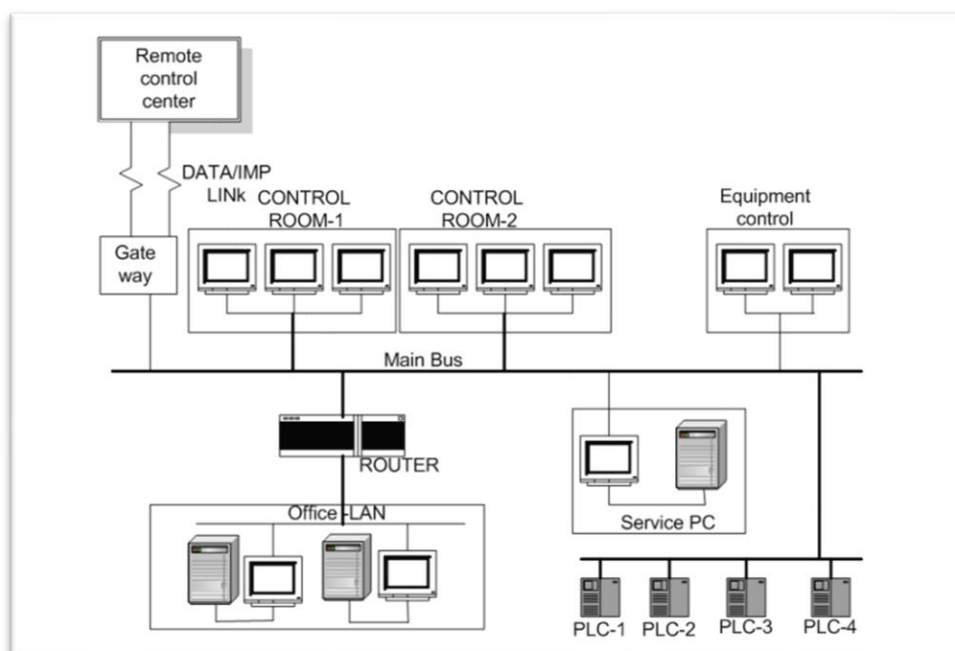 Remote
control
center
DATA/IMP
LINk
CONTROL
ROOM-1
CONTROL
ROOM-2
Equipment
control
Gate
way
Main Bus
ROUTER
Office -LAN
Service PC
PLC-1
PLC-2
PLC-3
PLC-4